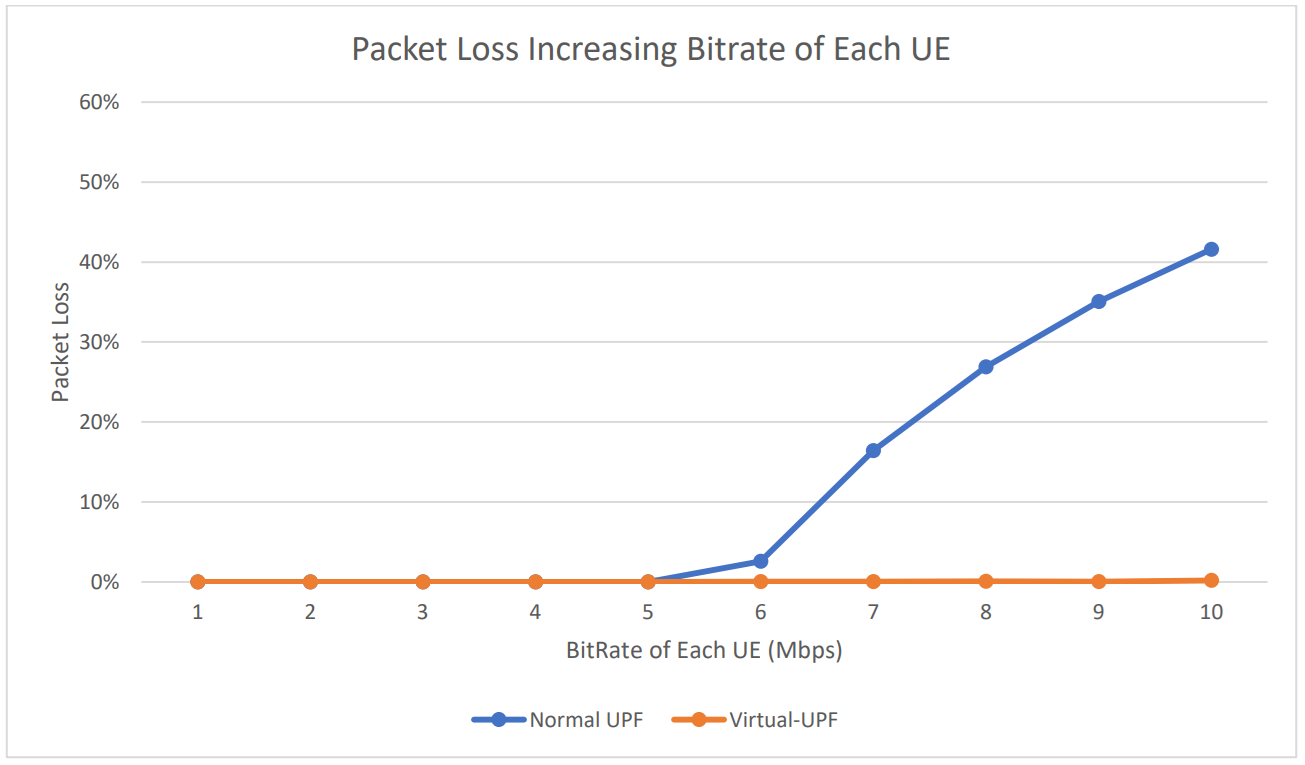 Packet Loss Increasing Bitrate of Each UE
60%
50%
40%
30%
20%
10%
0%
Packet Loss
1 2 3 4 5 6 7 8 9 10
BitRate of Each UE (Mbps)
Normal UPF Virtual-UPF